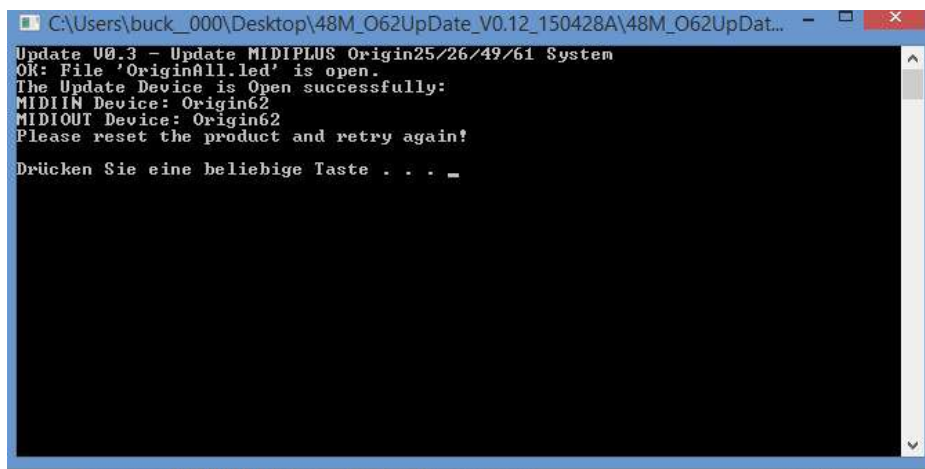 C:\Users\buck__000\Desktop\48M_O62UpDate_V0.12_150428A\48M_O62UpDat...
Update V0.3 - Update MIDIPLUS Origin25/26/49/61 System
OK: File 'OriginAll.led' is open.
The Update Device is Open successfully:
MIDIIN Device: Origin62
MIDIOUT Device: Origin62
Please reset the product and retry again!
Drücken Sie eine beliebige Taste . . . _